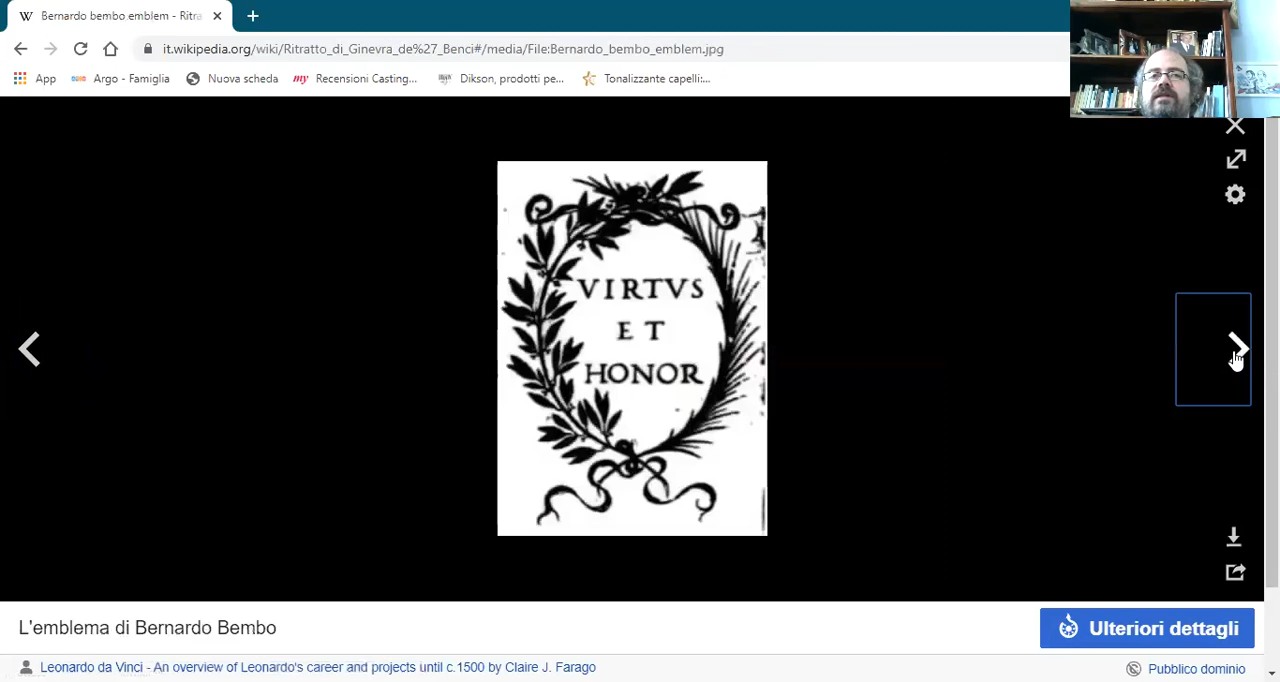 Bernardo bembo emblem - Ritra
it.wikipedia.org/wiki/Ritratto_di_Ginevra_de%27_Benci#/media/File:Bernardo_bembo_emblem.jpg
App
Argo - Famiglia
Nuova scheda
my Recensioni Casting...
Dikson, prodotti pe...
Tonalizzante capelli:...
VIRTVS
ET
HONOR
L'emblema di Bernardo Bembo
Ulteriori dettagli
Leonardo da Vinci - An overview of Leonardo's career and projects until c.1500 by Claire J. Farago
Pubblico dominio